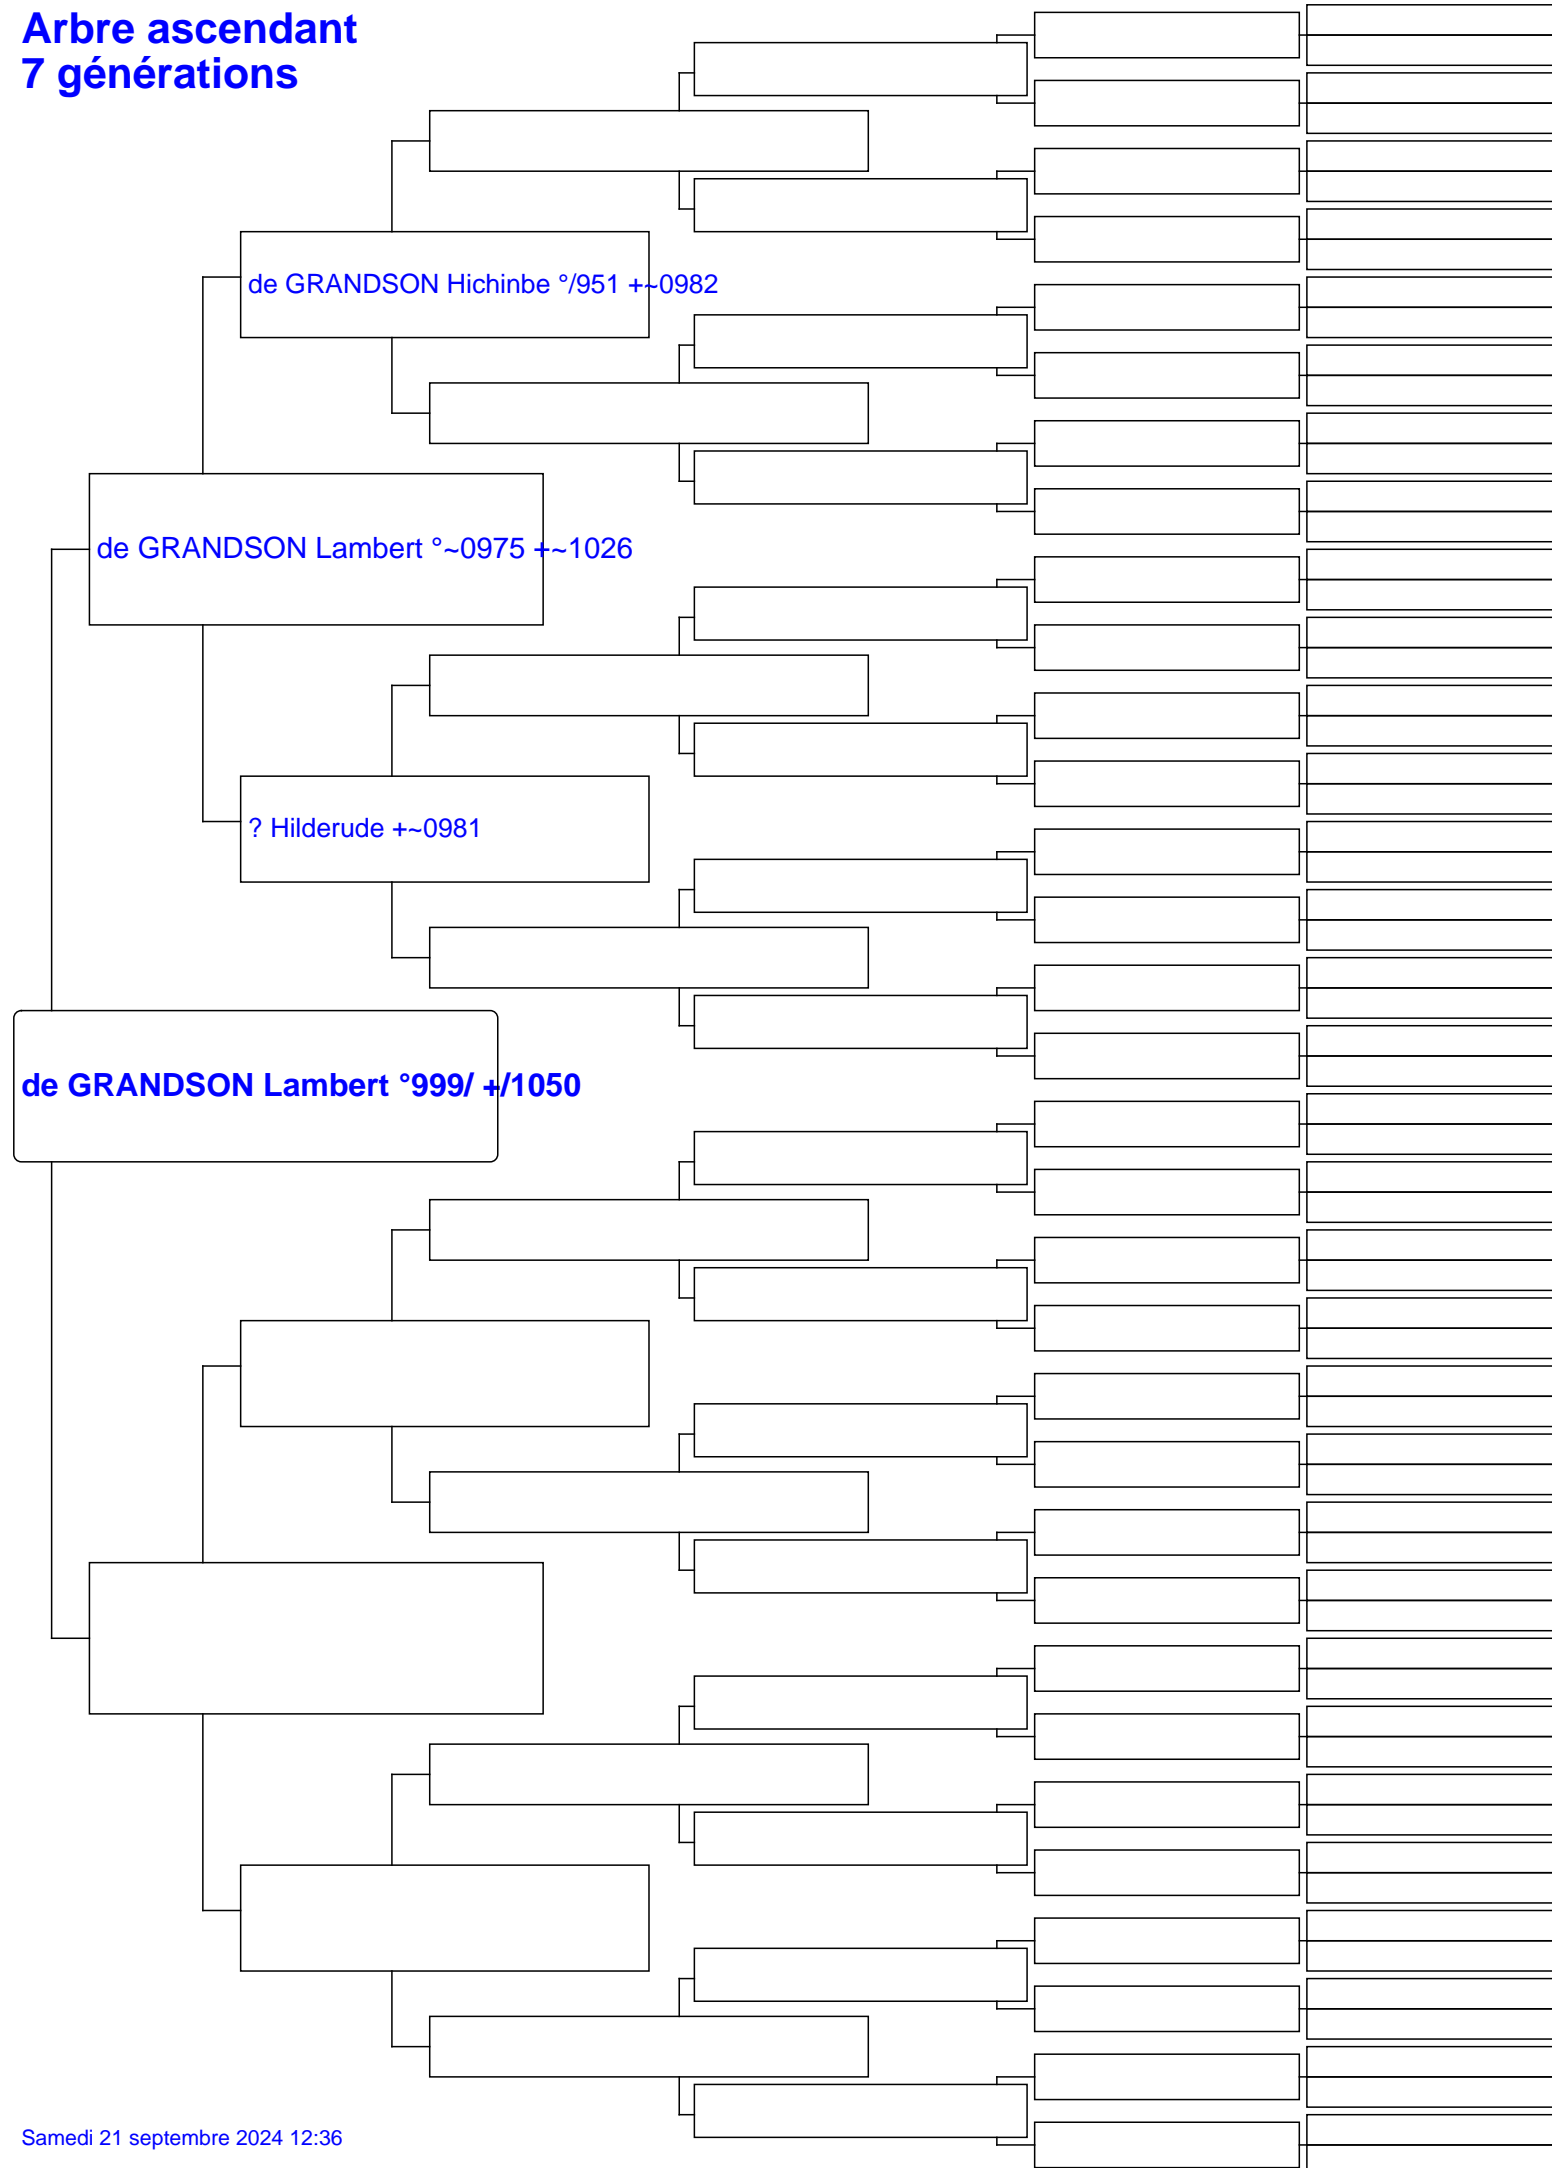 Arbre ascendant
7 générations
de GRANDSON Hichinbe °/951 +~0982
de GRANDSON Lambert °~0975 +~1026
? Hilderude +~0981
de GRANDSON Lambert °999/ +/1050
Samedi 21 septembre 2024 12:36